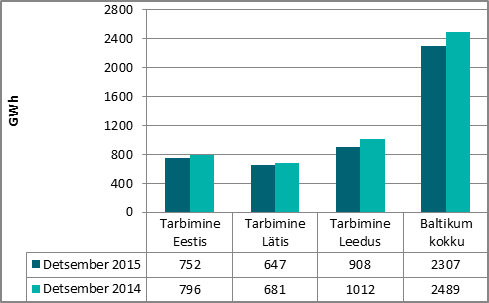 2800
2400
2000
1600
1200
800
400
0
GWh
Tarbimine Eestis
Tarbimine Lätis
Tarbimine Leedus
Baltikum kokku
Detsember 2015 752 647 908 2307
Detsember 2014 796 681 1012 2489